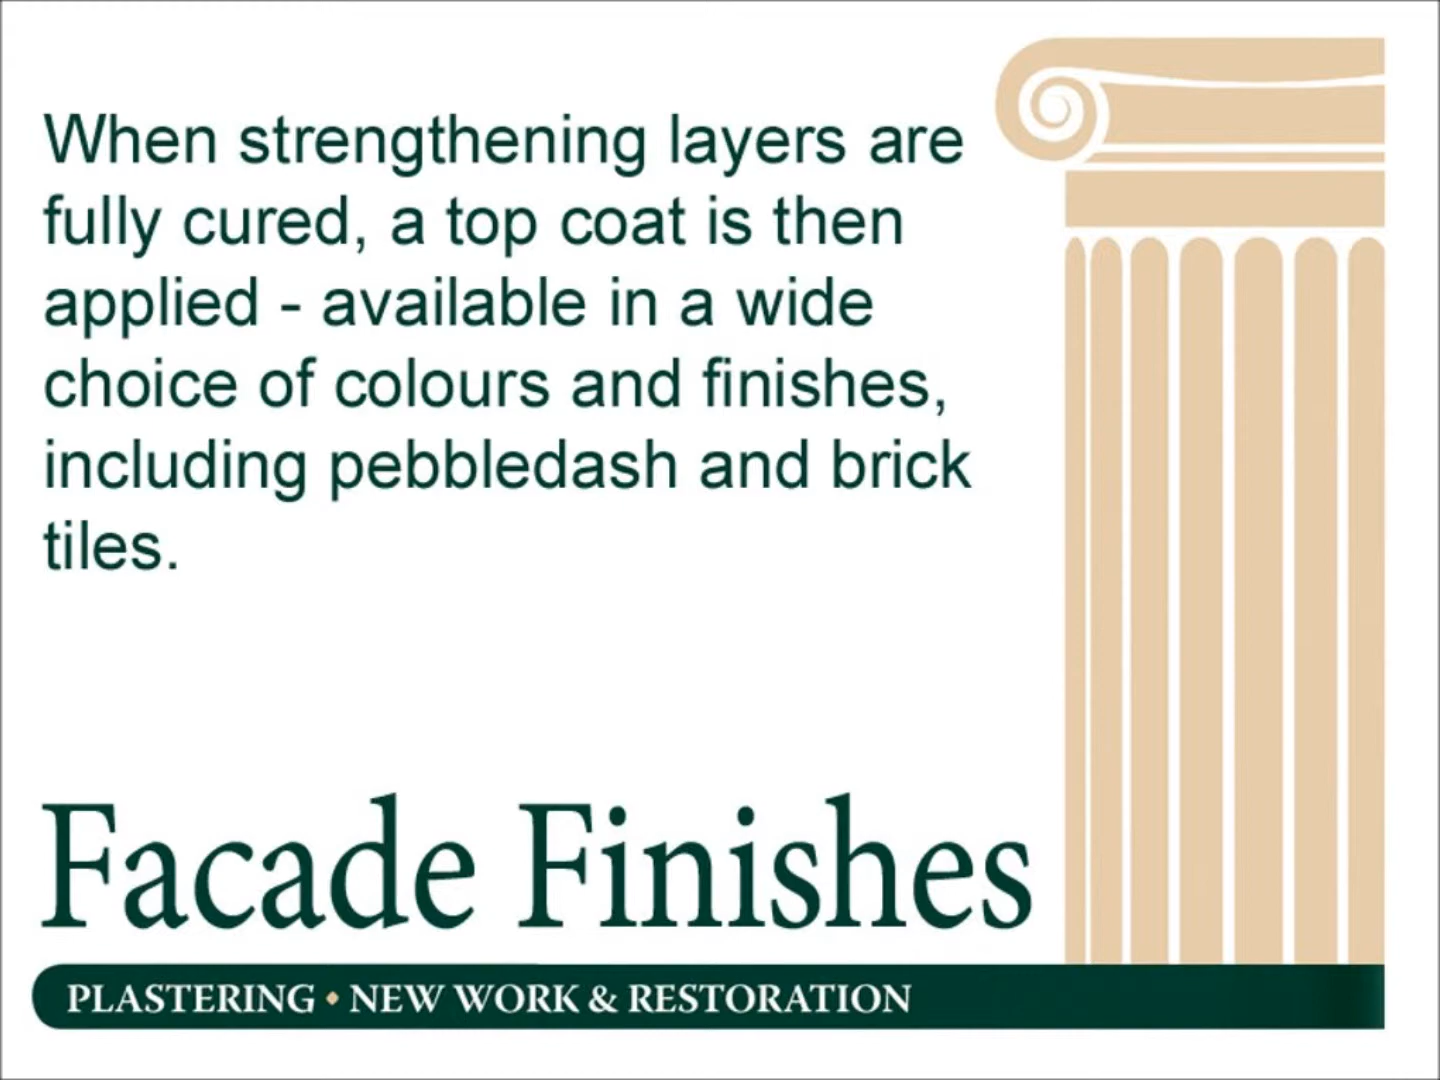 When strengthening layers are
fully cured, a top coat is then
applied - available in a wide
choice of colours and finishes,
including pebbledash and brick
tiles.
Facade Finishes
PLASTERING • NEW WORK & RESTORATION